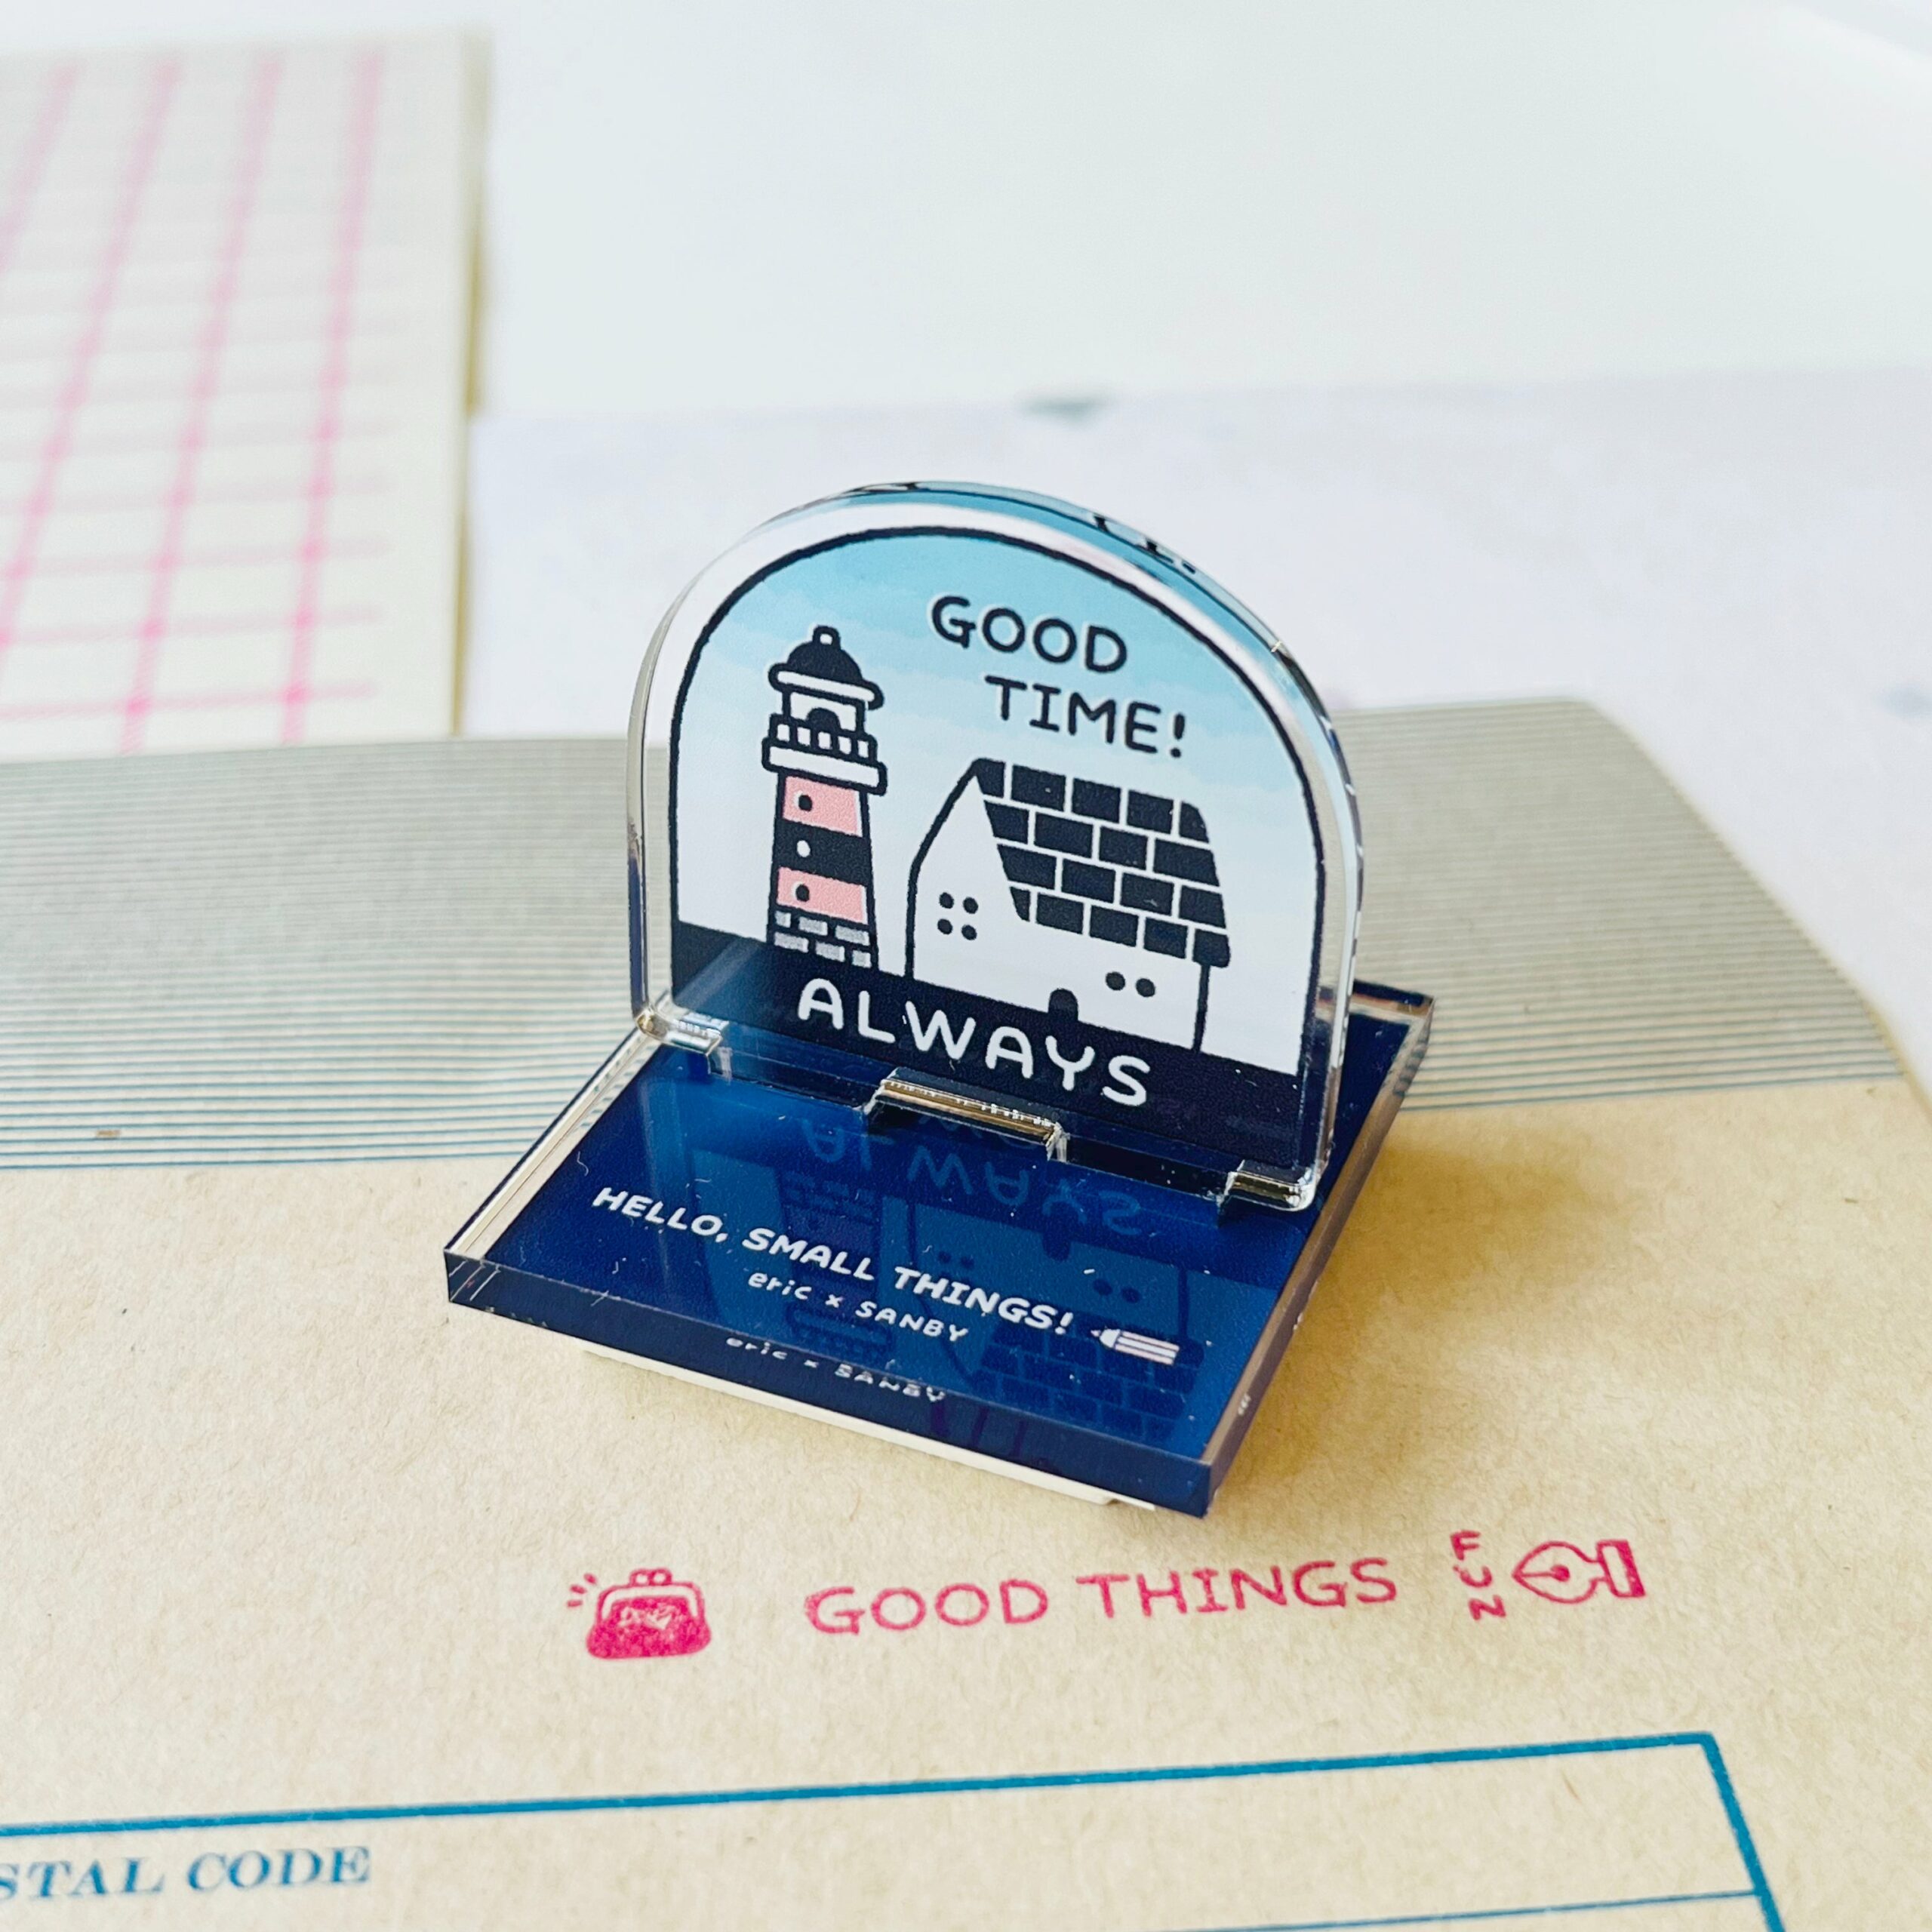 GOOD
TIME!
ALWAYS
HELLO, SMALL THINGS!
eric x SANBY
GOOD THINGS
FUN
STAL CODE